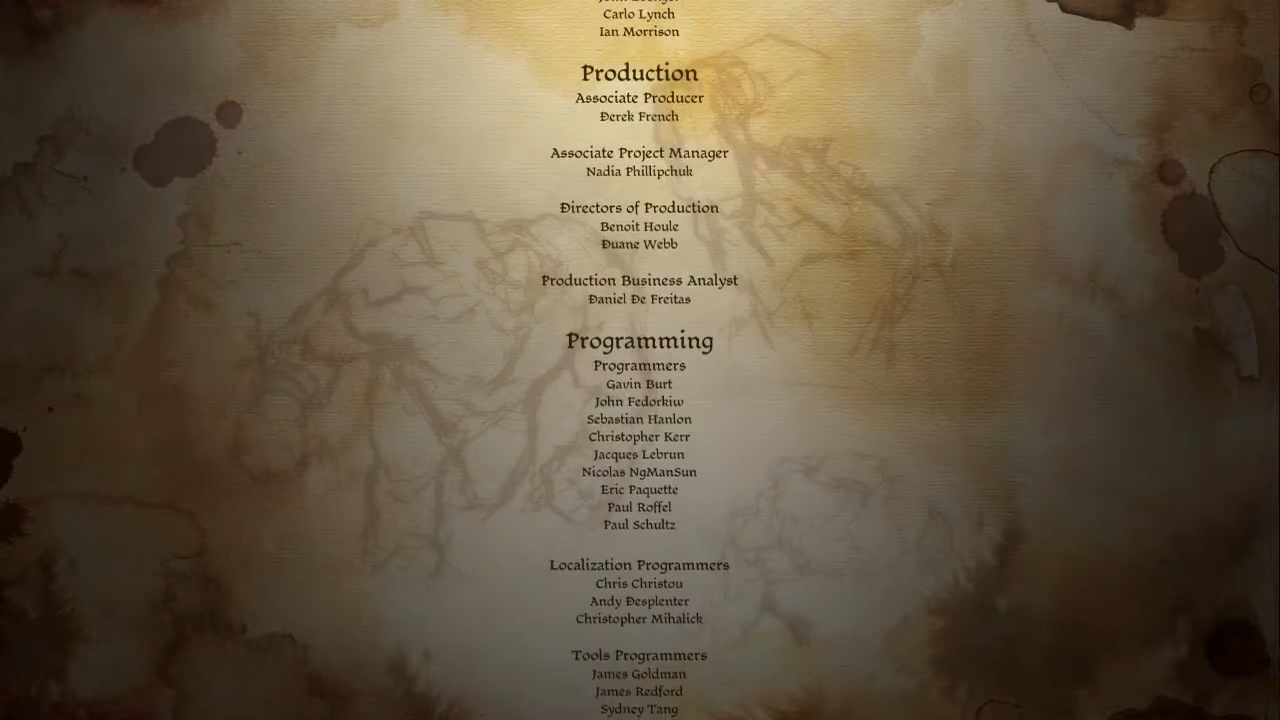 Carlo Lynch
Ian Morrison
Production
Associate Producer
Derek French
Associate Project Manager
Nadia Phillipchuk
Directors of Production
Benoit Houle
Duane Webb
Production Business Analyst
Daniel De Freitas
Programming
Programmers
Gavin Burt
John Fedorkiw
Sebastian Hanlon
Christopher Kerr
Jacques Lebrun
Nicolas NgManSun
Eric Paquette
Paul Roffel
Paul Schultz
Localization Programmers
Chris Christou
Andy Desplenter
Christopher Mihalick
Tools Programmers
James Goldman
James Redford
Sydney Tang